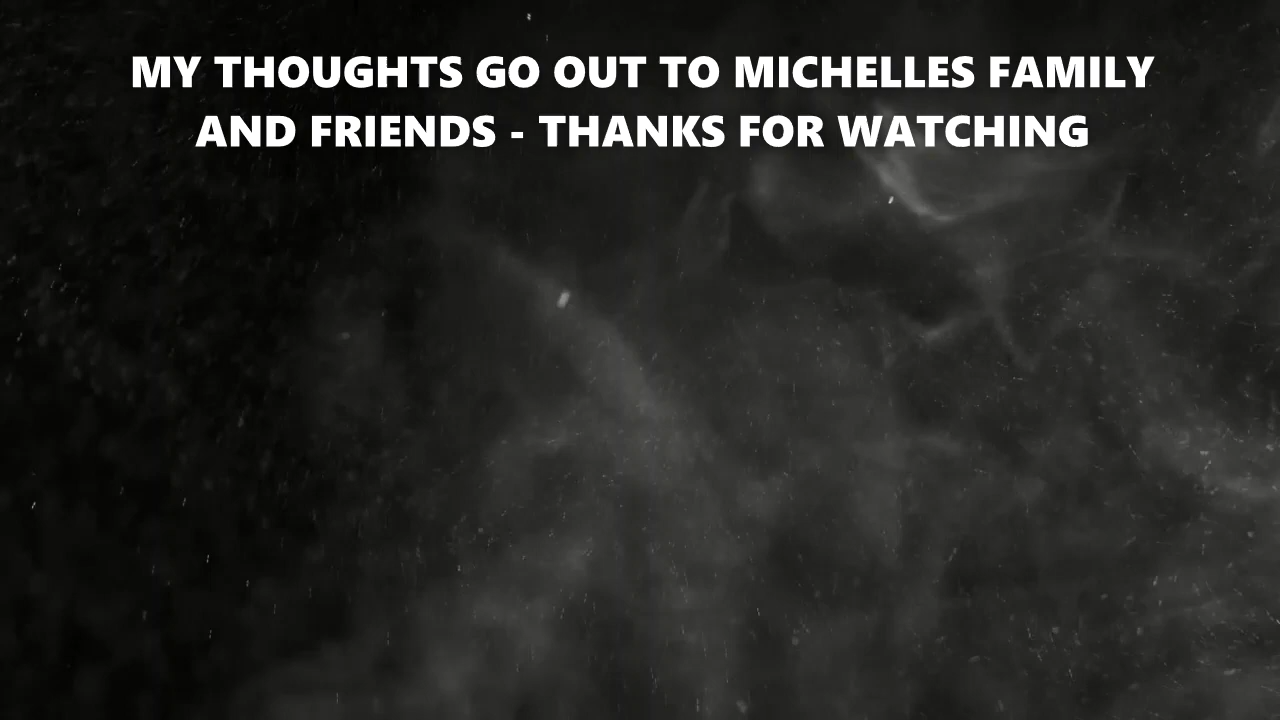 MY THOUGHTS GO OUT TO MICHELLES FAMILY
AND FRIENDS - THANKS FOR WATCHING